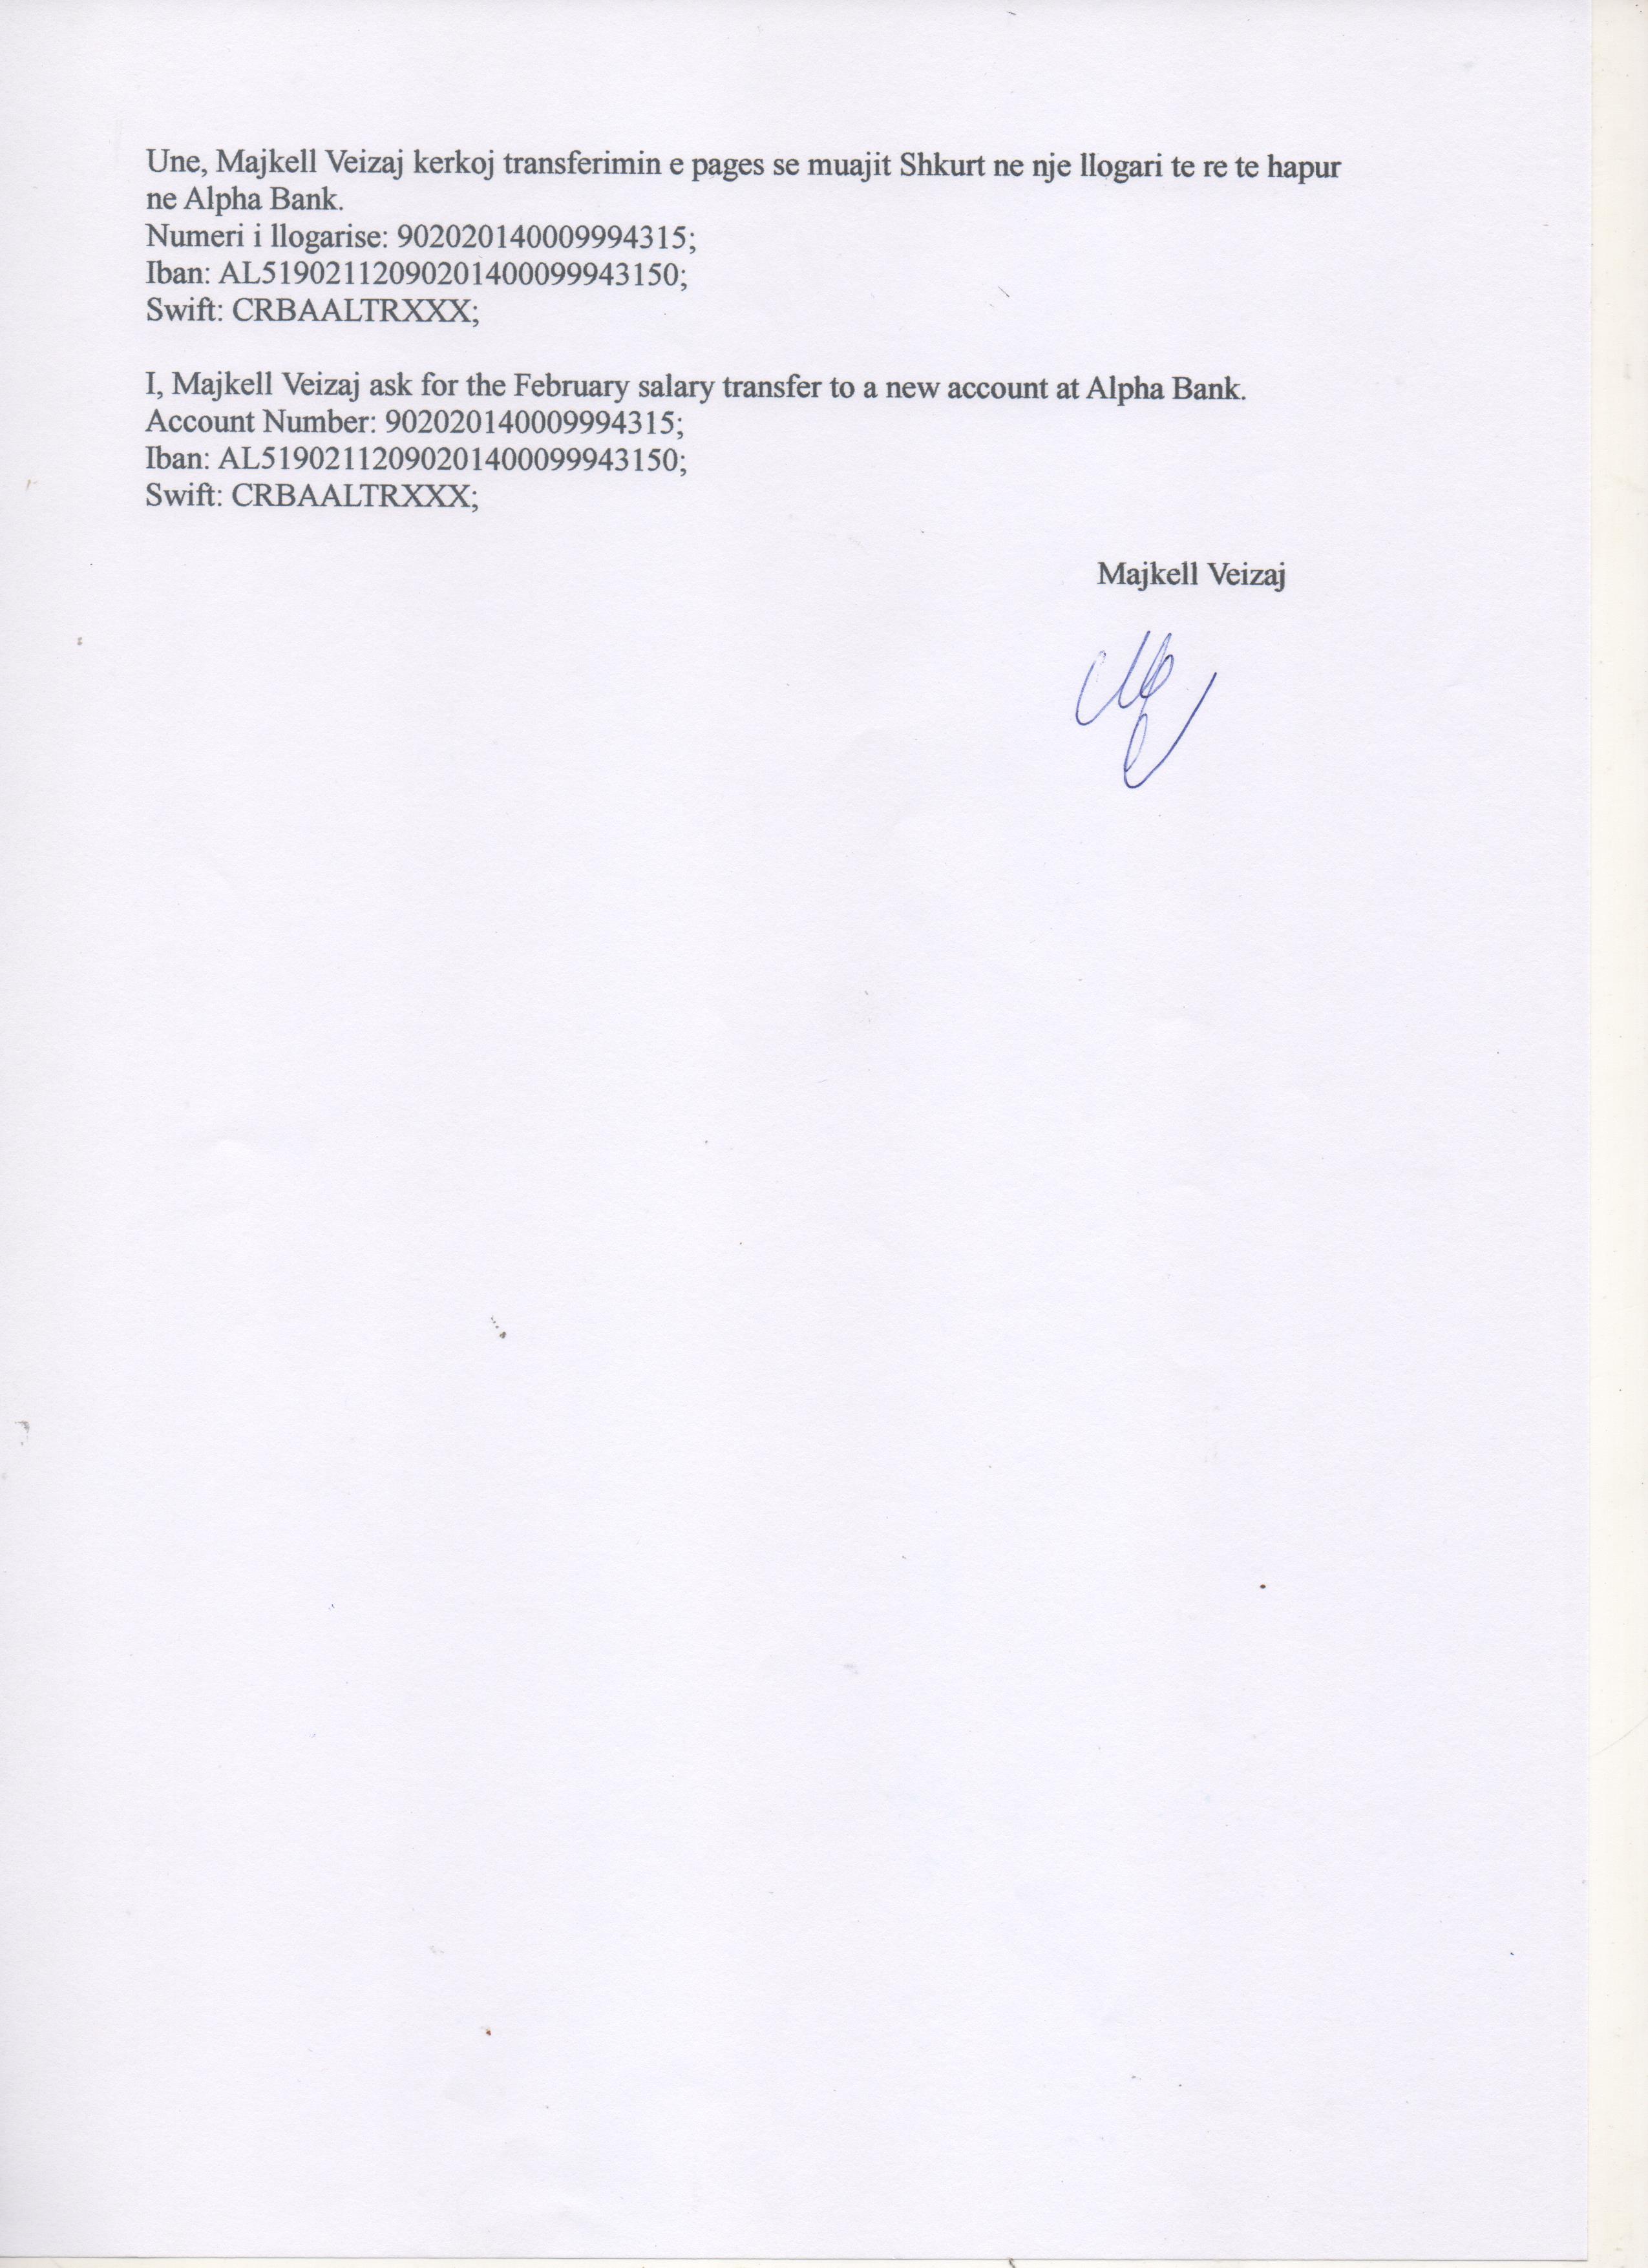 Une, Majkell Veizaj kerkoj transferimin e pages se muajit Shkurt ne nje llogari te re te hapur
ne Alpha Bank.
Numeri i llogarise: 902020140009994315;
Iban: AL51902112090201400099943150;
Swift: CRBAALTRXXX;
I, Majkell Veizaj ask for the February salary transfer to a new account at Alpha Bank.
Account Number: 902020140009994315;
Iban: AL51902112090201400099943150;
Swift: CRBAALTRXXX;
Majkell Veizaj